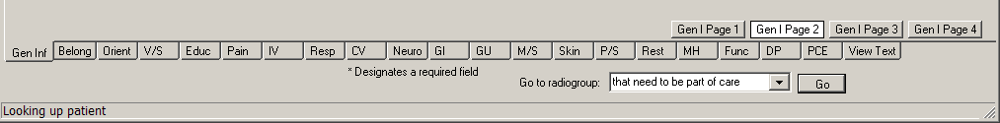 Gen I Page 1 Gen I Page 2 Gen I Page 3 Gen I Page 4
Gen Inf Belong Orient V/S Educ Pain IV Resp CV Neuro GI GU M/S Skin P/S Rest MH Func DP PCE View Text
* Designates a required field
Go to radiogroup: that need to be part of care Go
Looking up patient